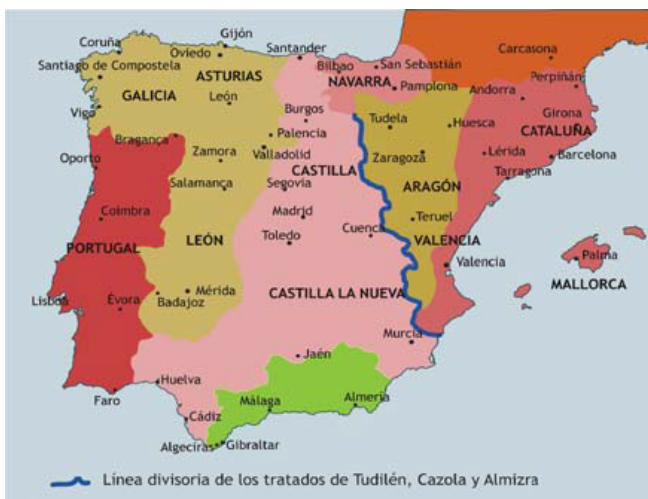 Coruña
Gijón
Oviedo
Santander
Santiago de Compostela
ASTURIAS
Bilbao
San Sebastián
Carcasona
NAVARRA
Perpiñán
GALICIA
León
Pamplona
Andorra
Vigo
Burgos
Girona
Bragança
Palencia
Tudela
Huesca
CATALUÑA
Oporto
Zamora
Valladolid
Zaragoza
Lérida
Barcelona
CASTILLA
Tarragona
Salamança
Segovia
ARAGÓN
Coimbra
Madrid
Teruel
PORTUGAL
LEÓN
Toledo
Cuenca
VALENCIA
Palma
Valencia
MALLORCA
Lisboa
Évora
Mérida
Badajoz
CASTILLA LA NUEVA
Murcia
Jaén
Faro
Huelva
Málaga
Almería
Cádiz
Algeciras
Gibraltar
Línea divisoria de los tratados de Tudilén, Cazola y Almizra